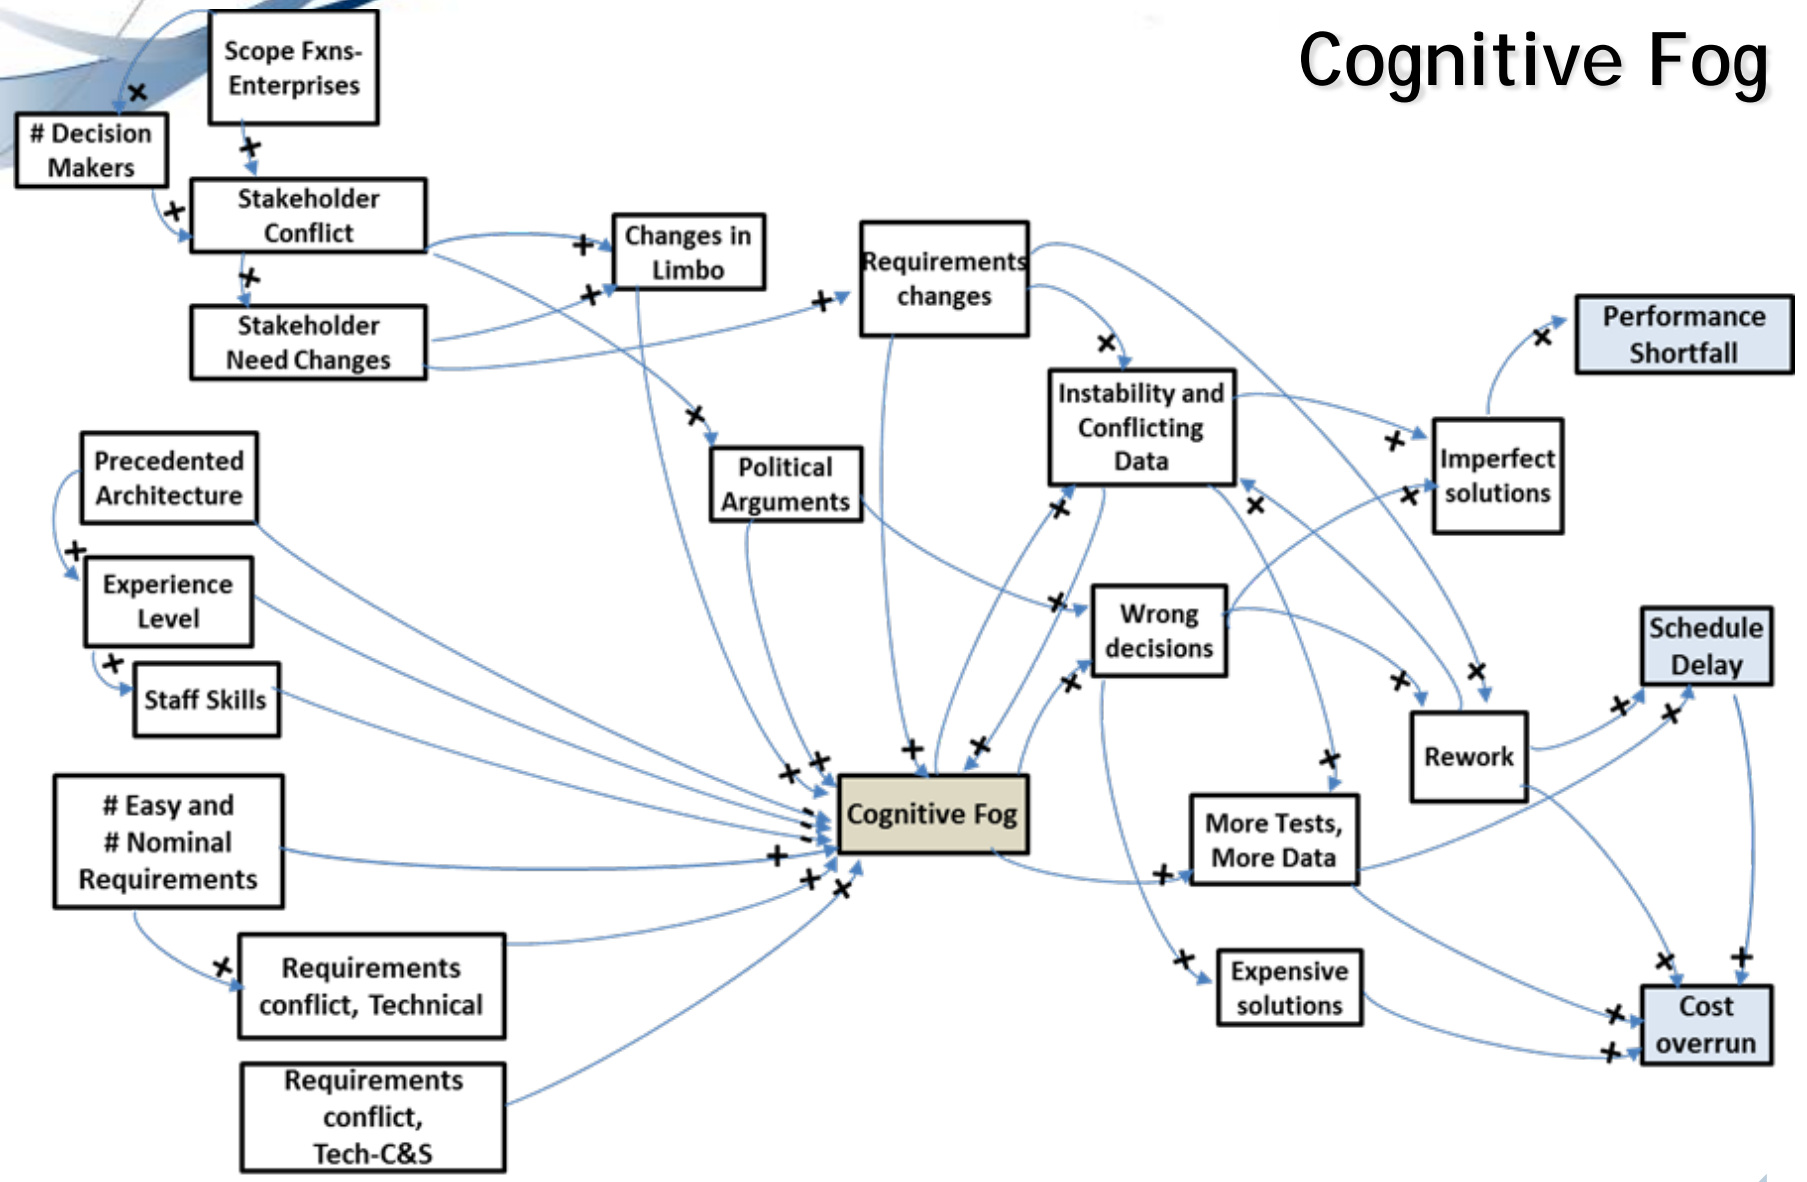 Cognitive Fog
Scope Fxns-
Enterprises
# Decision
Makers
Stakeholder
Conflict
Stakeholder
Need Changes
Changes in
Limbo
Requirements
changes
Performance
Shortfall
Instability and
Conflicting
Data
Imperfect
solutions
Political
Arguments
Precedented
Architecture
Experience
Level
Staff Skills
Wrong
decisions
Schedule
Delay
Rework
Cognitive Fog
# Easy and
# Nominal
Requirements
More Tests,
More Data
Requirements
conflict, Technical
Expensive
solutions
Cost
overrun
Requirements
conflict,
Tech-C&S